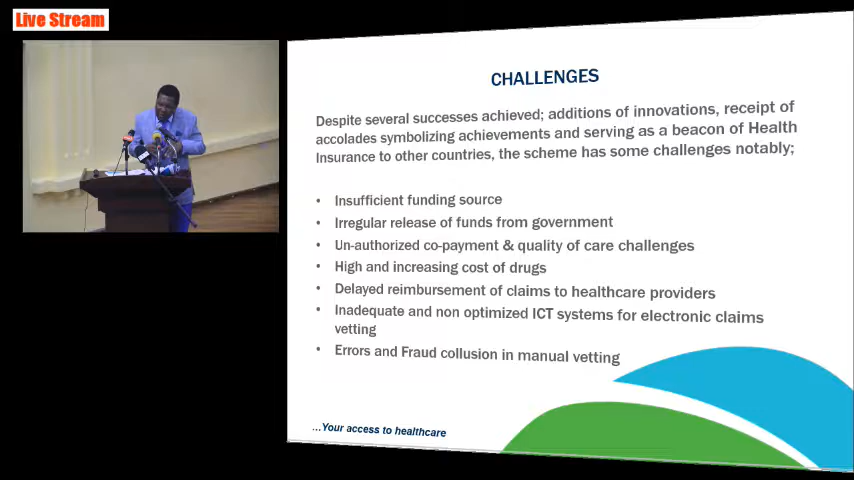 Live Stream
CHALLENGES
Despite several successes achieved; additions of innovations, receipt of
accolades symbolizing achievements and serving as a beacon of Health
Insurance to other countries, the scheme has some challenges notably;
• Insufficient funding source
• Irregular release of funds from government
• Un-authorized co-payment & quality of care challenges
• High and increasing cost of drugs
• Delayed reimbursement of claims to healthcare providers
• Inadequate and non optimized ICT systems for electronic claims
vetting
• Errors and Fraud collusion in manual vetting
...Your access to healthcare